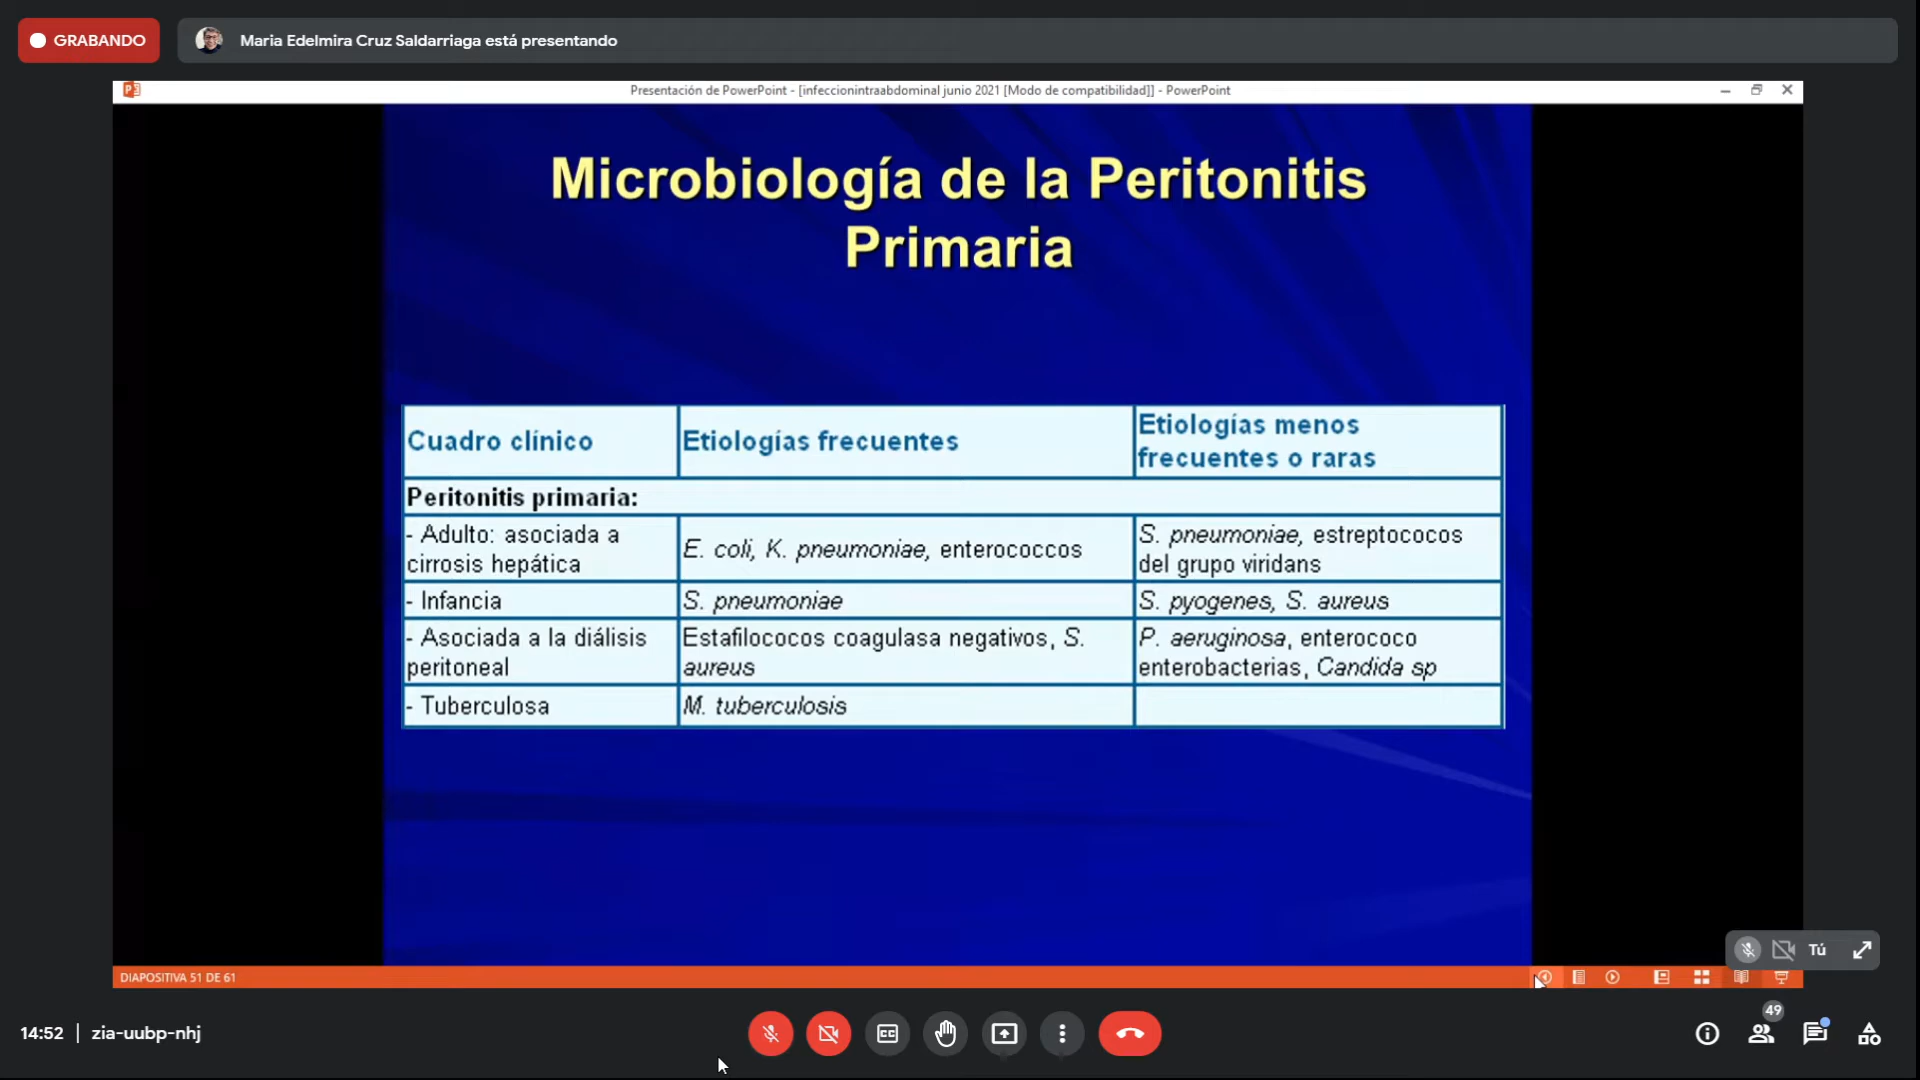 GRABANDO
Maria Edelmira Cruz Saldarriaga está presentando
Presentación de PowerPoint - [infeccionintraabdominal junio 2021 [Modo de compatibilidad]] - PowerPoint
Microbiología de la Peritonitis
Primaria
Cuadro clínico
Etiologías frecuentes
Etiologías menos
frecuentes o raras
Peritonitis primaria:
- Adulto: asociada a
cirrosis hepática
E. coli, K. pneumoniae, enterococcos
S. pneumoniae, estreptococos
del grupo viridans
- Infancia
S. pneumoniae
S. pyogenes, S. aureus
- Asociada a la diálisis
peritoneal
Estafilococos coagulasa negativos, S.
aureus
P. aeruginosa, enterococo
enterobacterias, Candida sp
- Tuberculosa
M. tuberculosis
Tú
DIAPOSITIVA 51 DE 61
14:52 | zia-uubp-nhj
CC
49